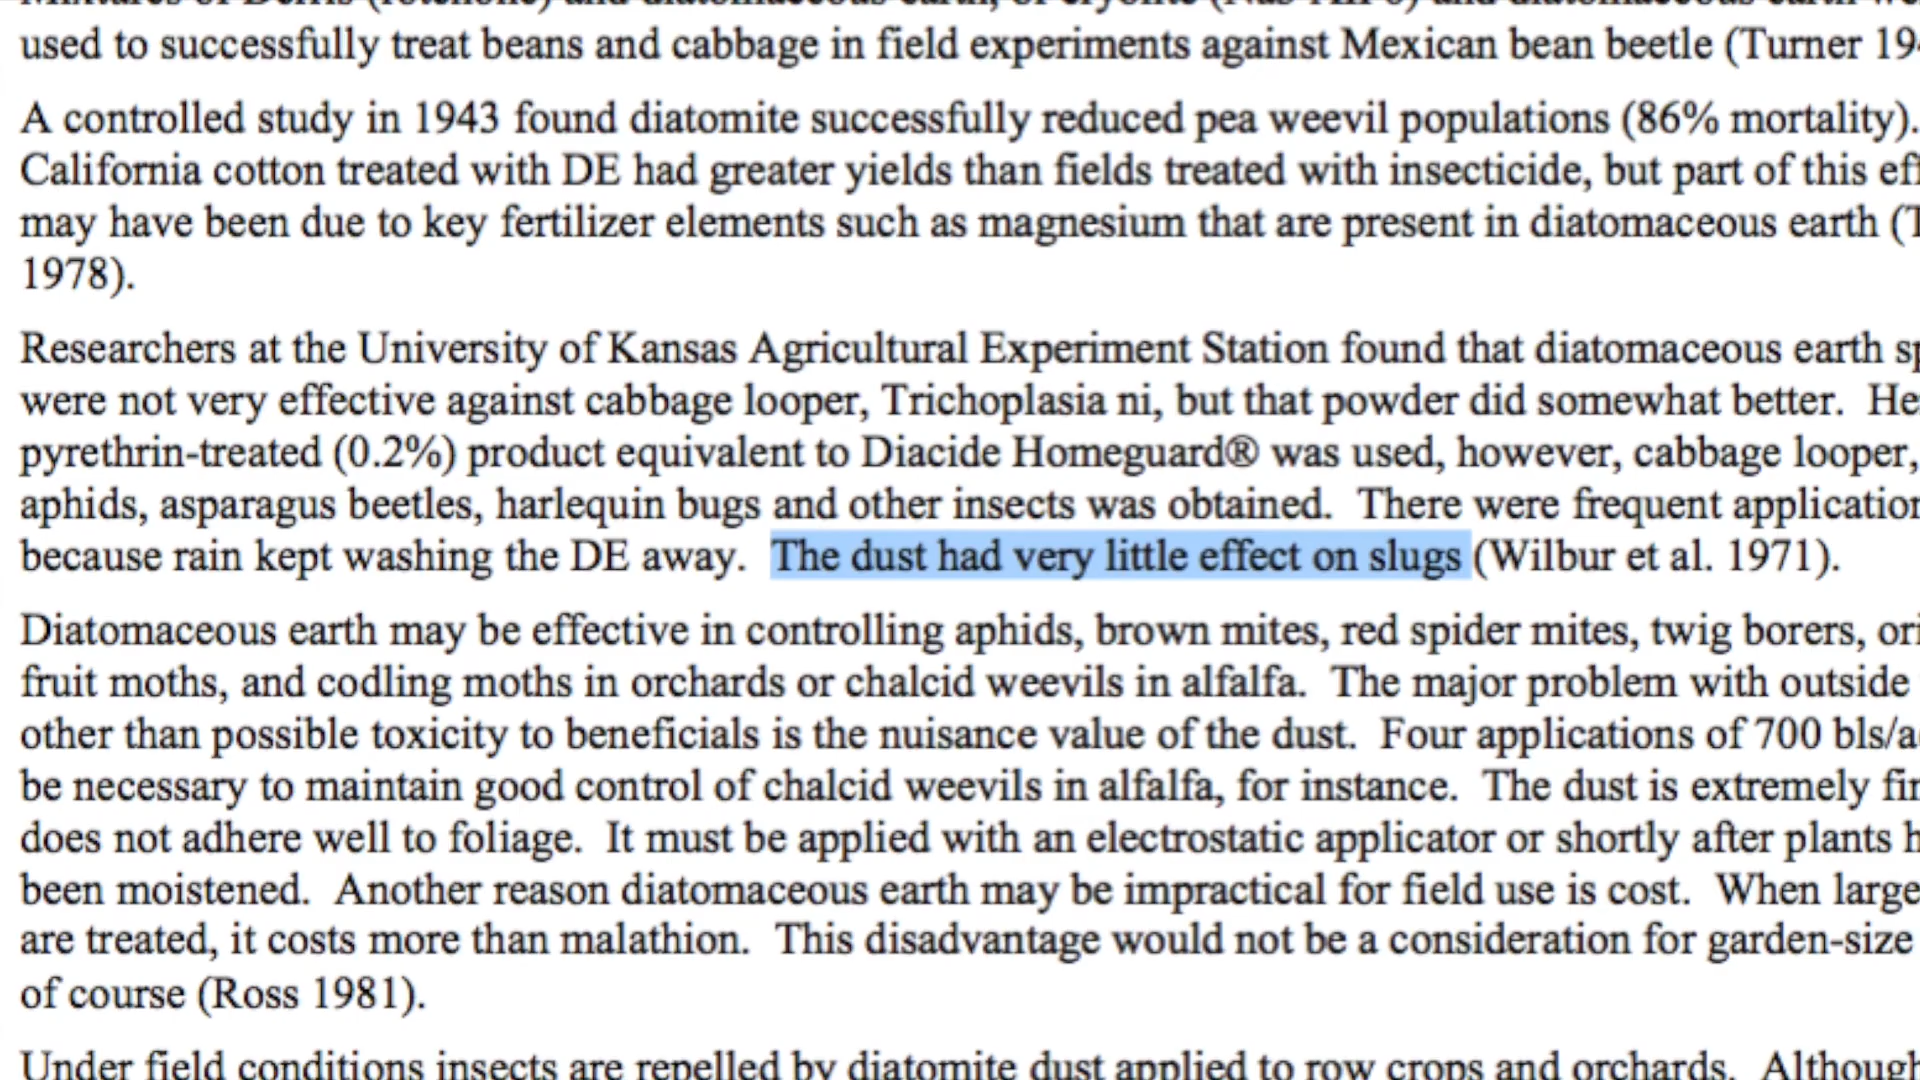 used to successfully treat beans and cabbage in field experiments against Mexican bean beetle (Turner
A controlled study in 1943 found diatomite successfully reduced pea weevil populations (86% mortality).
California cotton treated with DE had greater yields than fields treated with insecticide, but part of this
may have been due to key fertilizer elements such as magnesium that are present in diatomaceous earth
1978).
Researchers at the University of Kansas Agricultural Experiment Station found that diatomaceous earth
were not very effective against cabbage looper, Trichoplasia ni, but that powder did somewhat better.
pyrethrin-treated (0.2%) product equivalent to Diacide Homeguard® was used, however, cabbage looper,
aphids, asparagus beetles, harlequin bugs and other insects was obtained. There were frequent
because rain kept washing the DE away. The dust had very little effect on slugs (Wilbur et al. 1971).
Diatomaceous earth may be effective in controlling aphids, brown mites, red spider mites, twig borers,
fruit moths, and codling moths in orchards or chalcid weevils in alfalfa. The major problem with outside
other than possible toxicity to beneficials is the nuisance value of the dust. Four applications of 700
be necessary to maintain good control of chalcid weevils in alfalfa, for instance. The dust is extremely
does not adhere well to foliage. It must be applied with an electrostatic applicator or shortly after plants
been moistened. Another reason diatomaceous earth may be impractical for field use is cost. When large
are treated, it costs more than malathion. This disadvantage would not be a consideration for garden-size
of course (Ross 1981).
Under field conditions insects are repelled by diatomite dust applied to row crops and orchards. Although